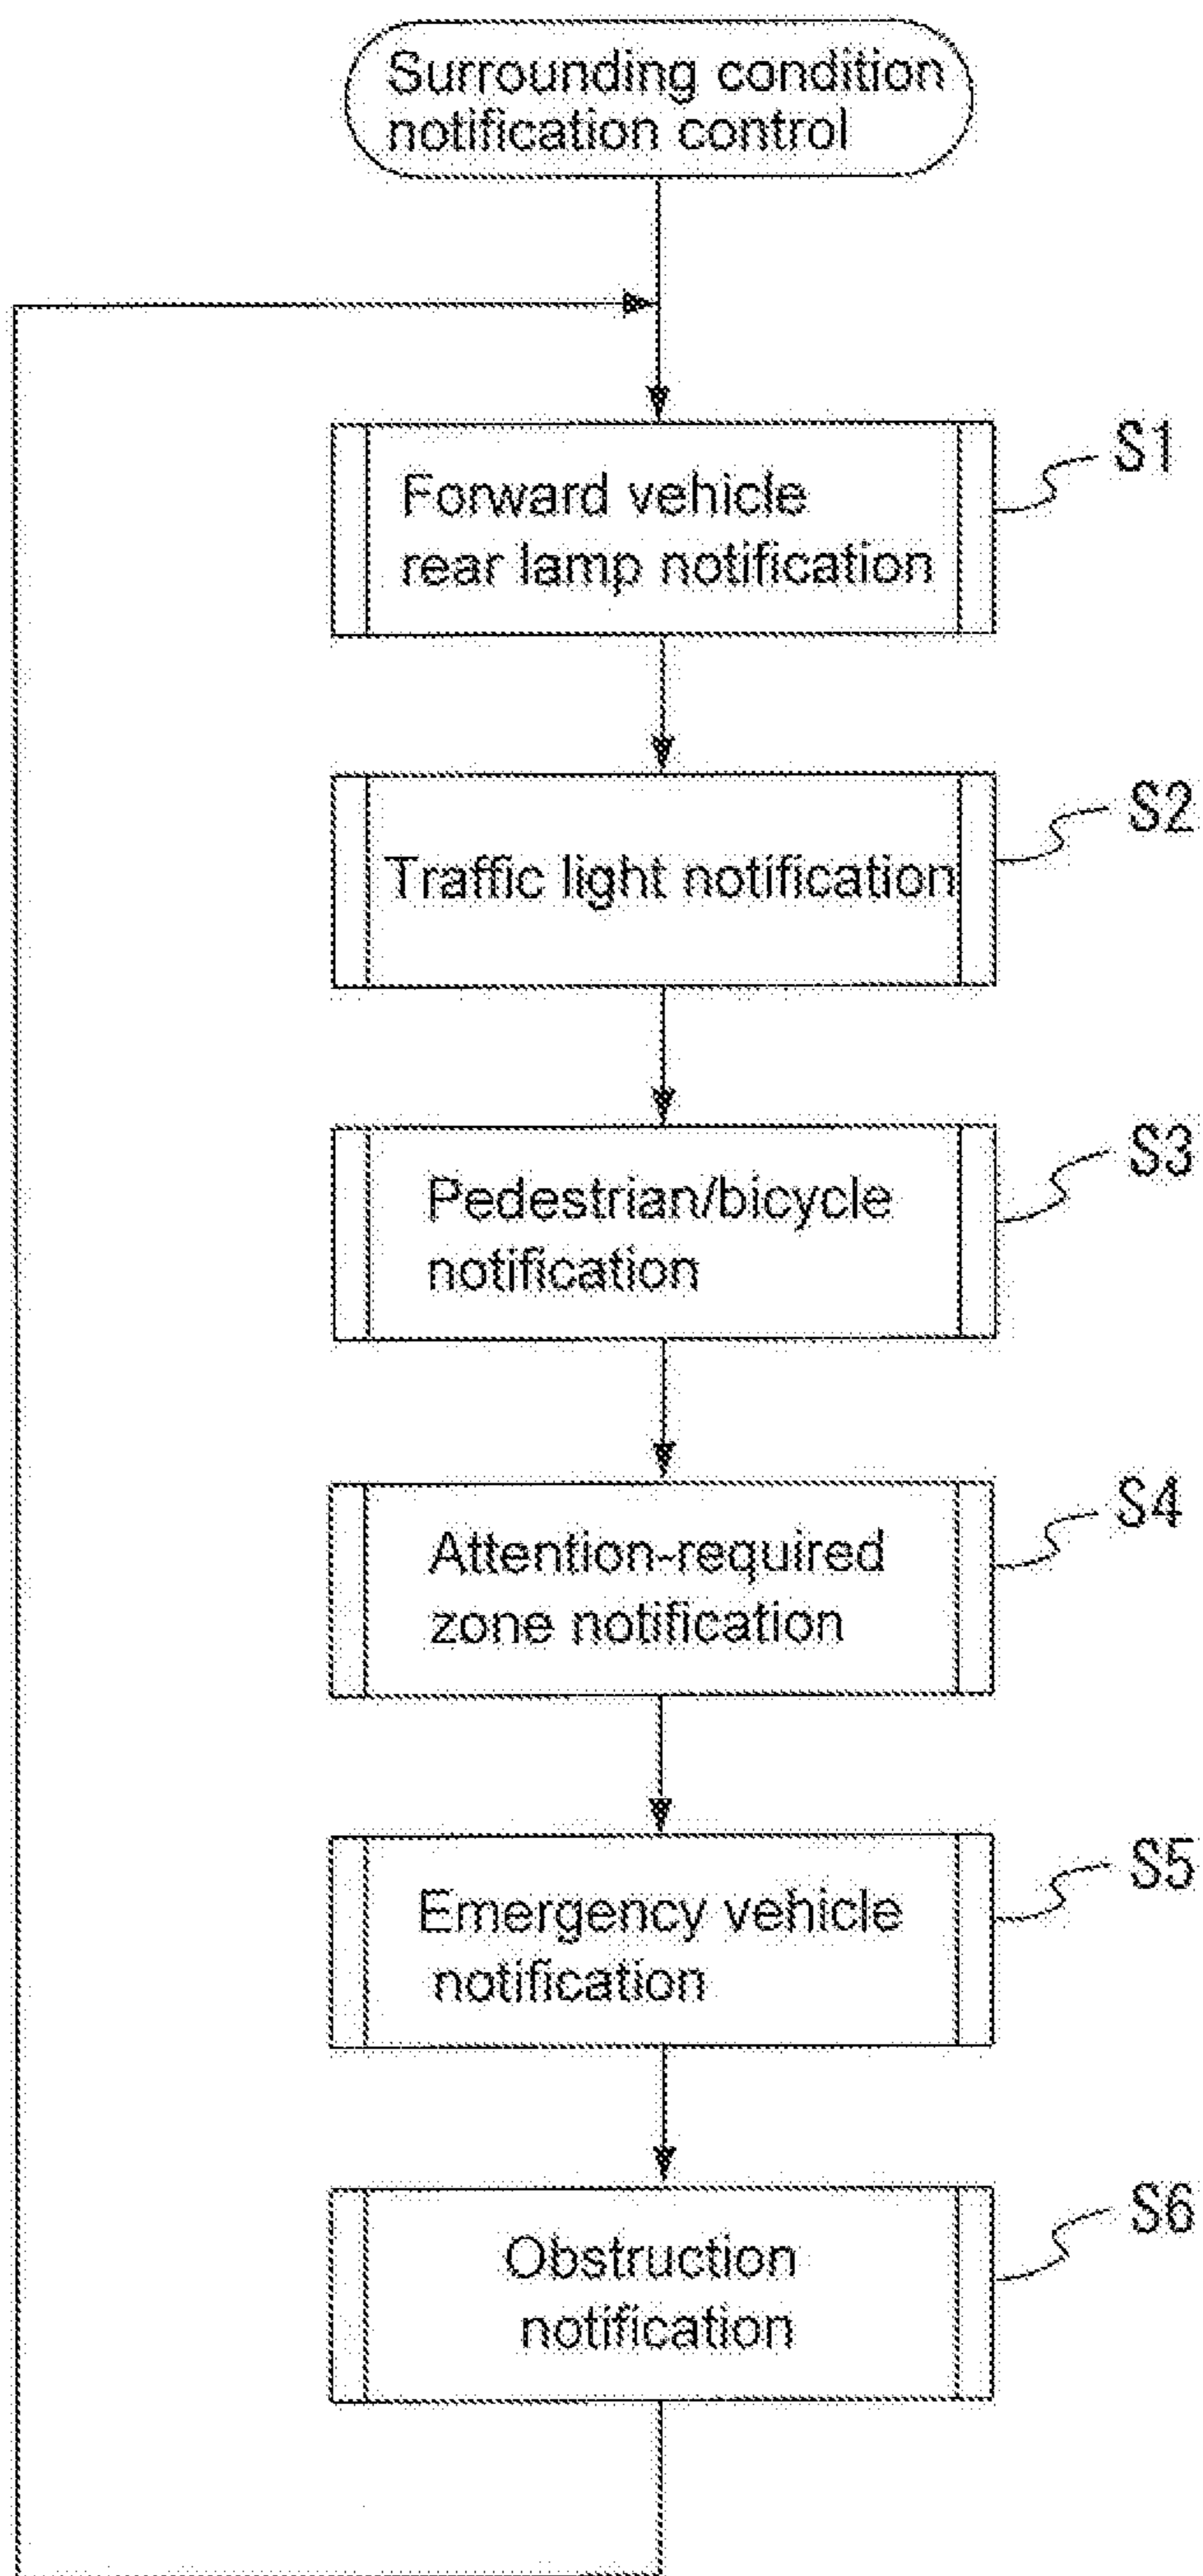 Surrounding condition
notification control
Forward vehicle
rear lamp notification
S1
Traffic light notification
S2
Pedestrian/bicycle
notification
S3
Attention-required
zone notification
S4
Emergency vehicle
notification
S5
Obstruction
notification
S6